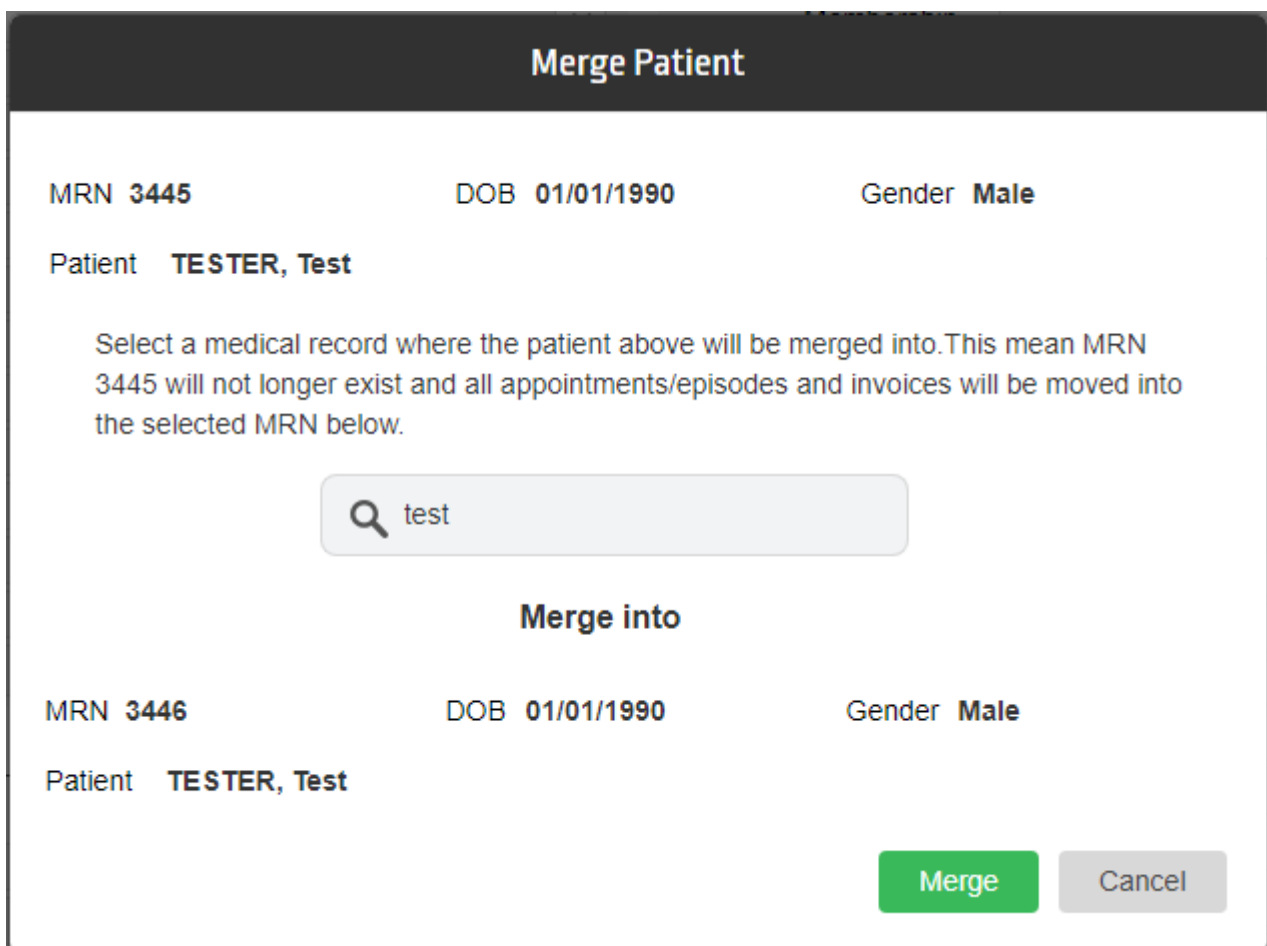 Merge Patient
MRN 3445 DOB 01/01/1990 Gender Male
Patient TESTER, Test
Select a medical record where the patient above will be merged into.This mean MRN
3445 will not longer exist and all appointments/episodes and invoices will be moved into
the selected MRN below.
test
Merge into
MRN 3446 DOB 01/01/1990 Gender Male
Patient TESTER, Test
Merge Cancel